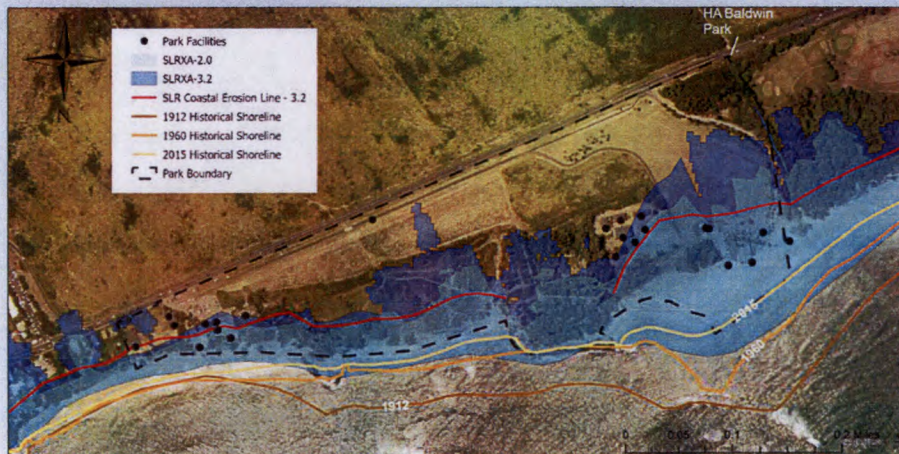 HA Baldwin
Park
Park Facilities
SLRXA-2.0
SLRXA-3.2
SLR Coastal Erosion Line - 3.2
1912 Historical Shoreline
1960 Historical Shoreline
2015 Historical Shoreline
Park Boundary
2015
1960
1912
0 0.05 0.1 0.2 Miles